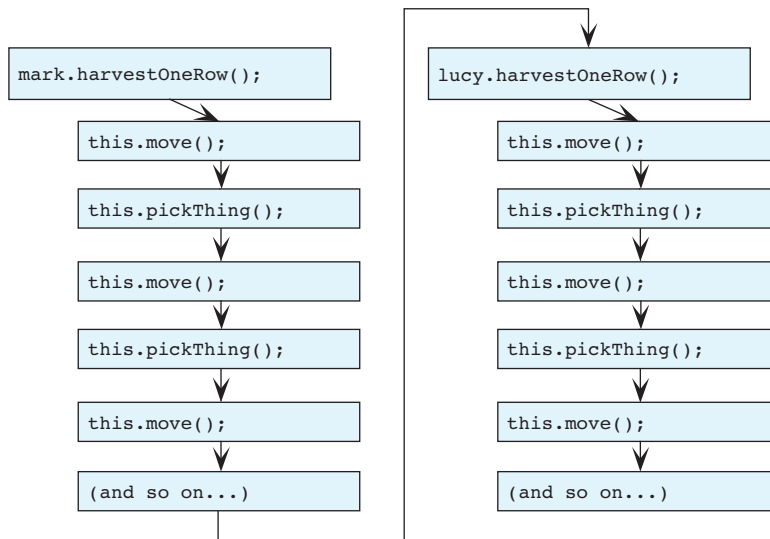 mark.harvestOneRow();
this.move();
this.pickThing();
this.move();
this.pickThing();
this.move();
(and so on...)
lucy.harvestOneRow();
this.move();
this.pickThing();
this.move();
this.pickThing();
this.move();
(and so on...)